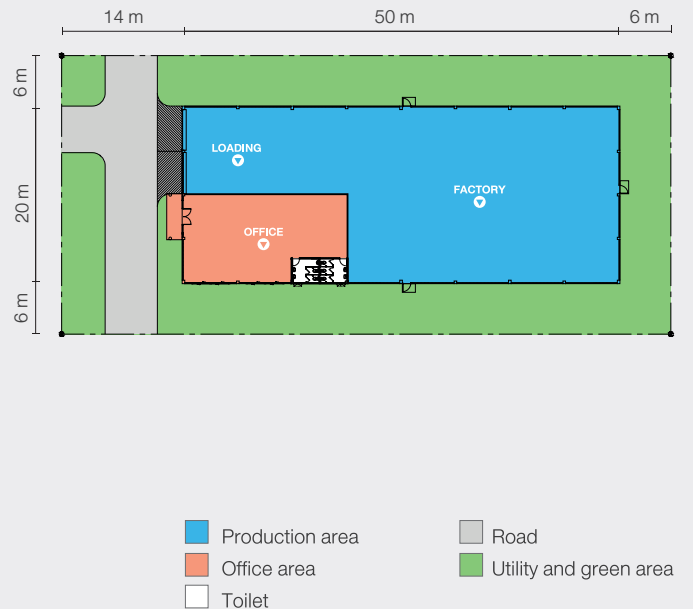 14 m
50 m
6 m
6 m
20 m
6 m
LOADING
FACTORY
OFFICE
Production area
Office area
Toilet
Road
Utility and green area